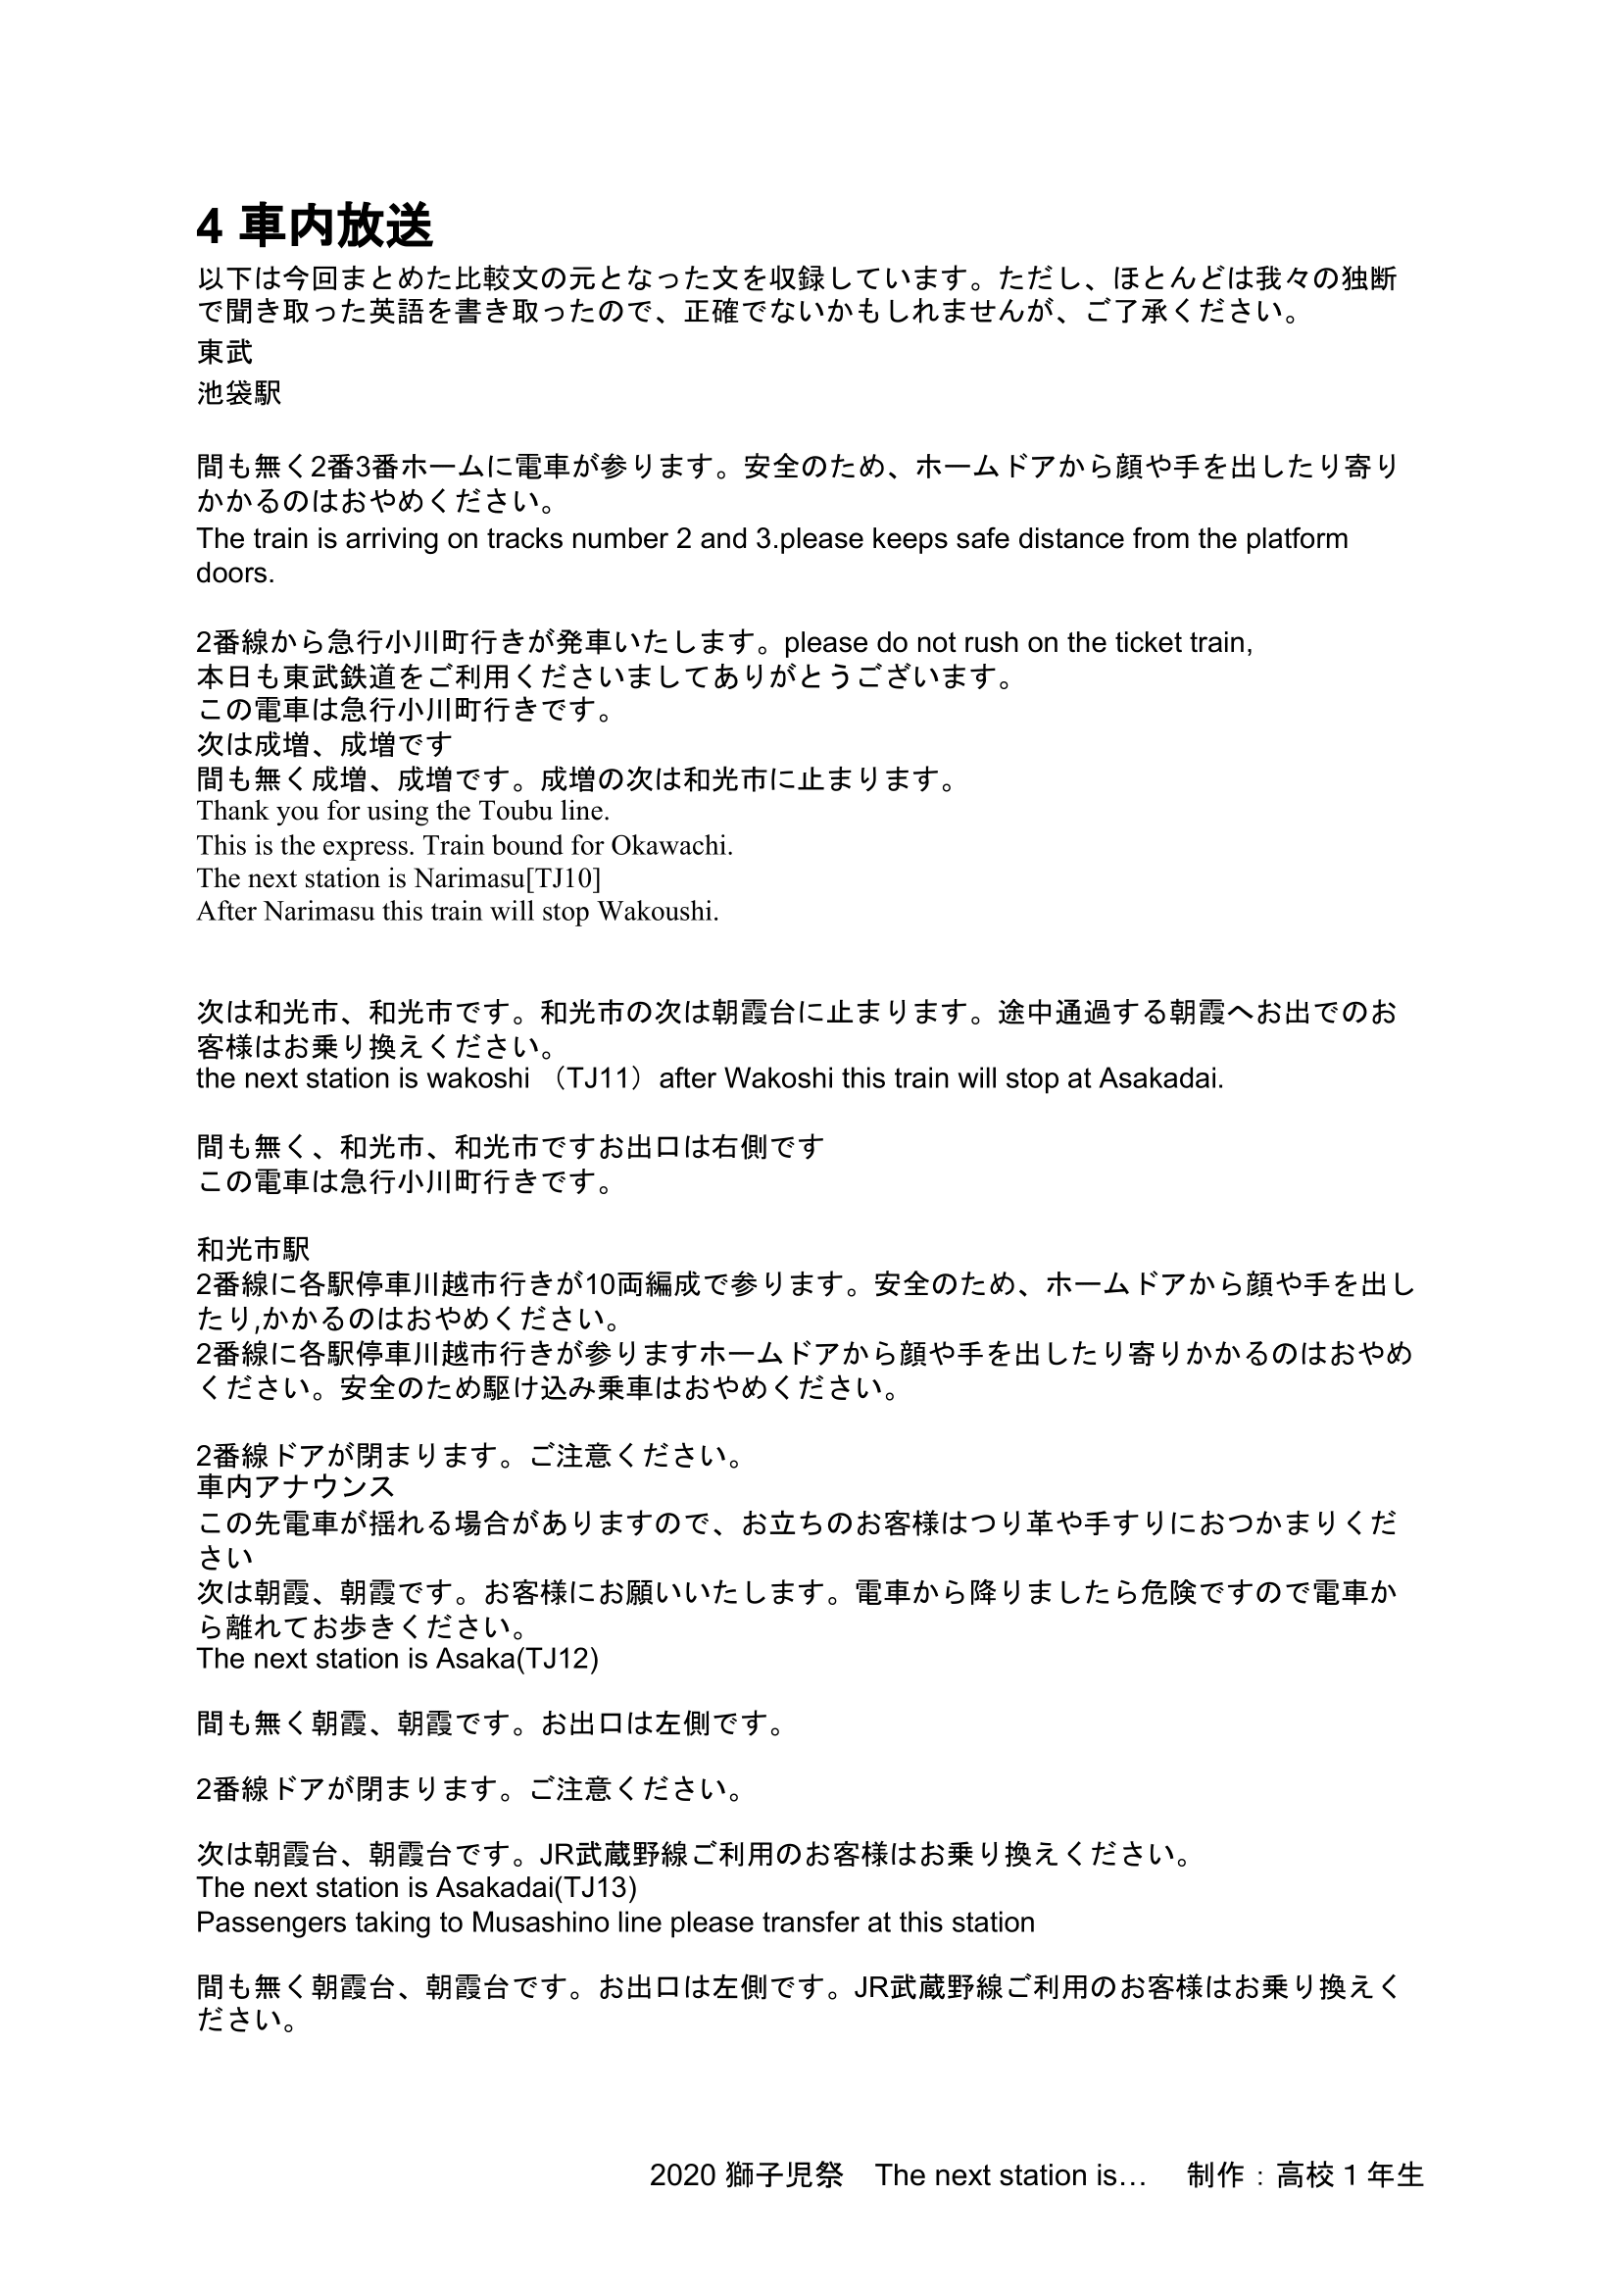 4 車内放送
以下は今回まとめた比較文の元となった文を収録しています。ただし、ほとんどは我々の独断
で聞き取った英語を書き取ったので、正確でないかもしれませんが、ご了承ください。
東武
池袋駅
間も無く2番3番ホームに電車が参ります。安全のため、ホームドアから顔や手を出したり寄り
かかるのはおやめください。
The train is arriving on tracks number 2 and 3.please keeps safe distance from the platform
doors.
2番線から急行小川町行きが発車いたします。please do not rush on the ticket train,
本日も東武鉄道をご利用くださいましてありがとうございます。
この電車は急行小川町行きです。
次は成増、成増です
間も無く成増、成増です。成増の次は和光市に止まります。
Thank you for using the Toubu line.
This is the express. Train bound for Okawachi.
The next station is Narimasu[TJ10]
After Narimasu this train will stop Wakoushi.
次は和光市、和光市です。和光市の次は朝霞台に止まります。途中通過する朝霞へお出でのお
客様はお乗り換えください。
the next station is wakoshi （TJ11）after Wakoshi this train will stop at Asakadai.
間も無く、和光市、和光市ですお出口は右側です
この電車は急行小川町行きです。
和光市駅
2番線に各駅停車川越市行きが10両編成で参ります。安全のため、ホームドアから顔や手を出し
たり,かかるのはおやめください。
2番線に各駅停車川越市行きが参りますホームドアから顔や手を出したり寄りかかるのはおやめ
ください。安全のため駆け込み乗車はおやめください。
2番線ドアが閉まります。ご注意ください。
車内アナウンス
この先電車が揺れる場合がありますので、お立ちのお客様はつり革や手すりにおつかまりくだ
さい
次は朝霞、朝霞です。お客様にお願いいたします。電車から降りましたら危険ですので電車か
ら離れてお歩きください。
The next station is Asaka(TJ12)
間も無く朝霞、朝霞です。お出口は左側です。
2番線ドアが閉まります。ご注意ください。
次は朝霞台、朝霞台です。JR武蔵野線ご利用のお客様はお乗り換えください。
The next station is Asakadai(TJ13)
Passengers taking to Musashino line please transfer at this station
間も無く朝霞台、朝霞台です。お出口は左側です。JR武蔵野線ご利用のお客様はお乗り換えく
ださい。
2020 獅子児祭　The next station is…　制作：高校 1 年生